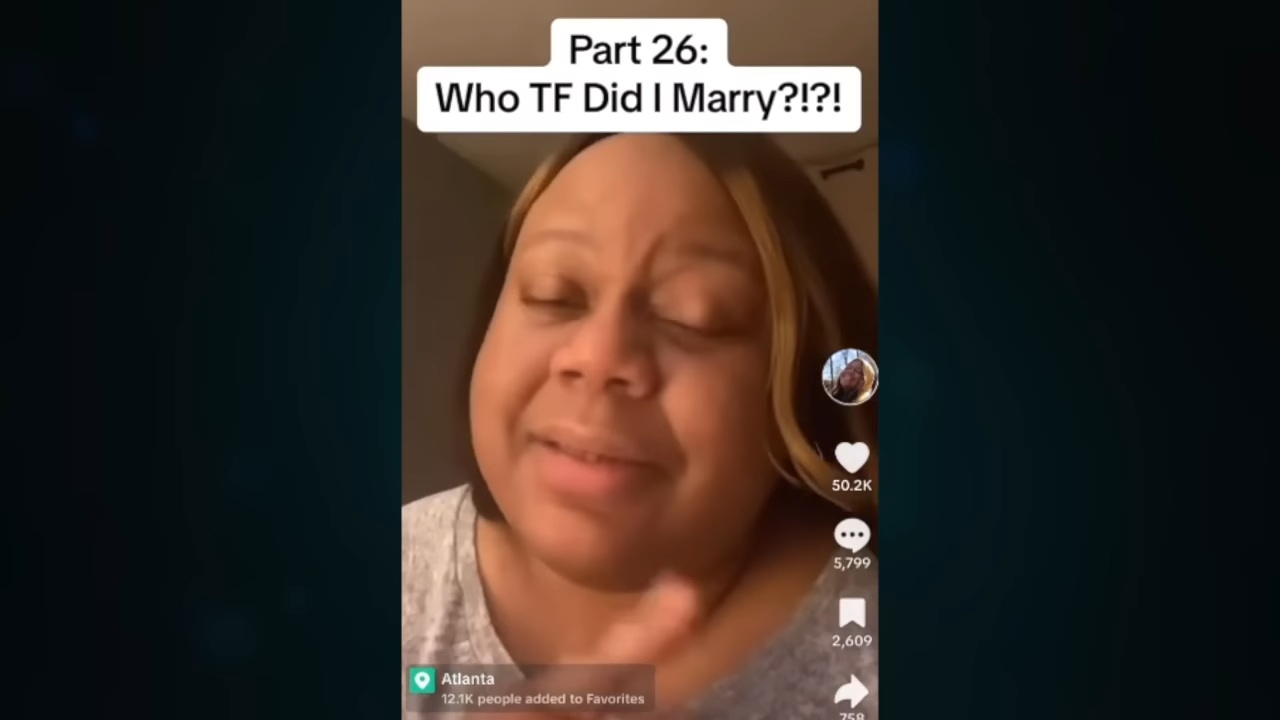 Part 26:
Who TF Did I Marry?!?!
50.2K
5,799
2,609
Atlanta
12.1K people added to Favorites
758